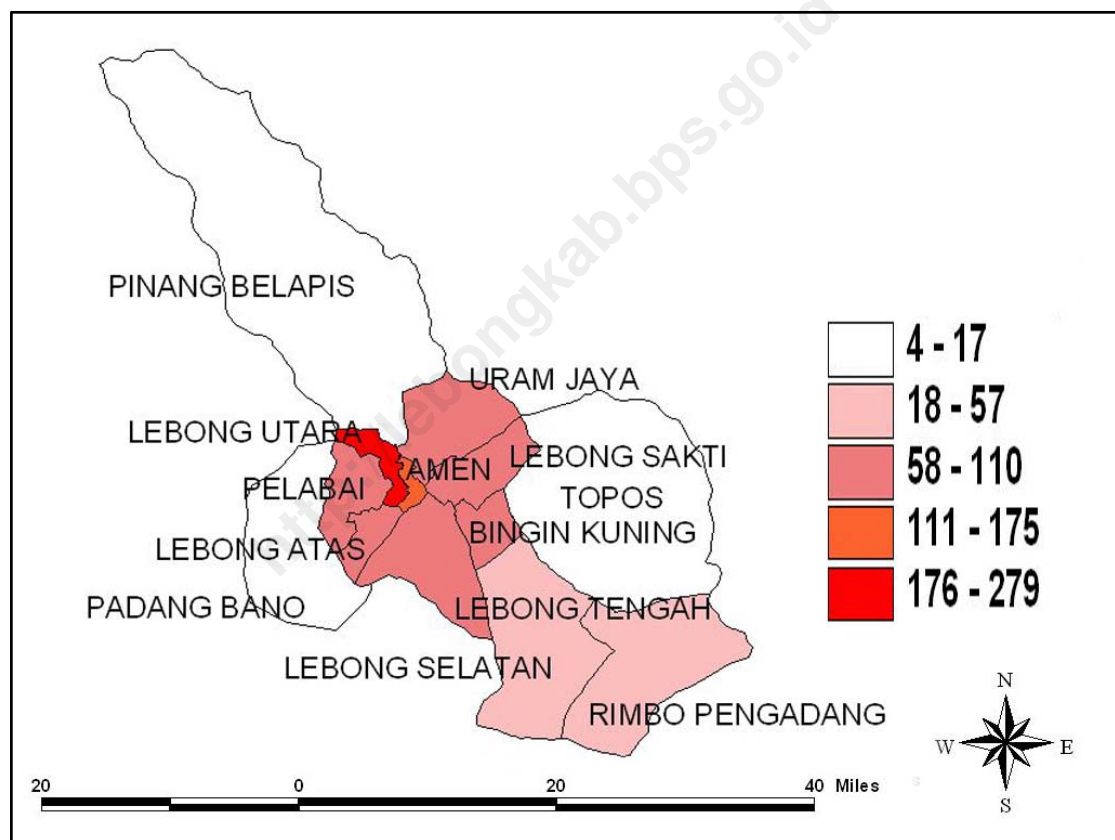 http://lebongkab.bps.go.id
PINANG BELAPIS
URAM JAYA
LEBONG UTARA
AMEN
LEBONG SAKTI
PELABAI
TOPOS
BINGIN KUNING
LEBONG ATAS
PADANG BANO
LEBONG TENGAH
LEBONG SELATAN
RIMBO PENGADANG
4 - 17
18 - 57
58 - 110
111 - 175
176 - 279
N
W E
S
20 0 20 40 Miles